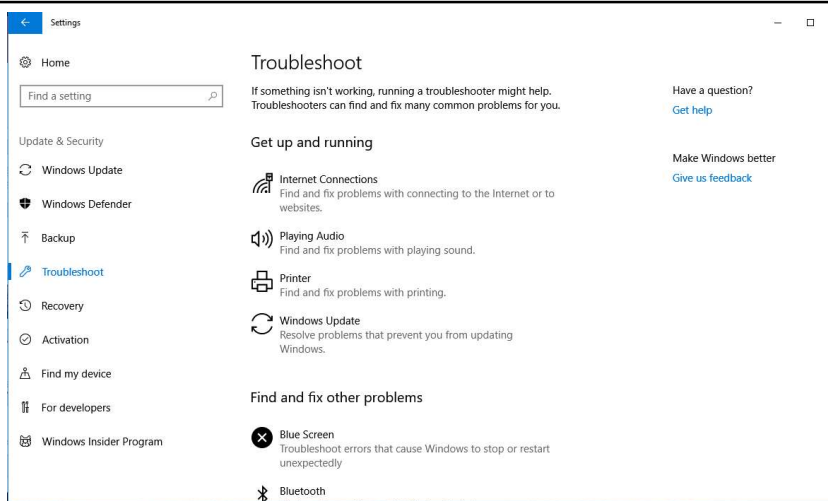 Settings
Home
Find a setting
Update & Security
Windows Update
Windows Defender
Backup
Troubleshoot
Recovery
Activation
Find my device
For developers
Windows Insider Program
Troubleshoot
If something isn't working, running a troubleshooter might help.
Troubleshooters can find and fix many common problems for you.
Get up and running
Internet Connections
Find and fix problems with connecting to the Internet or to
websites.
Playing Audio
Find and fix problems with playing sound.
Printer
Find and fix problems with printing.
Windows Update
Resolve problems that prevent you from updating
Windows.
Find and fix other problems
Blue Screen
Troubleshoot errors that cause Windows to stop or restart
unexpectedly
Bluetooth
Have a question?
Get help
Make Windows better
Give us feedback